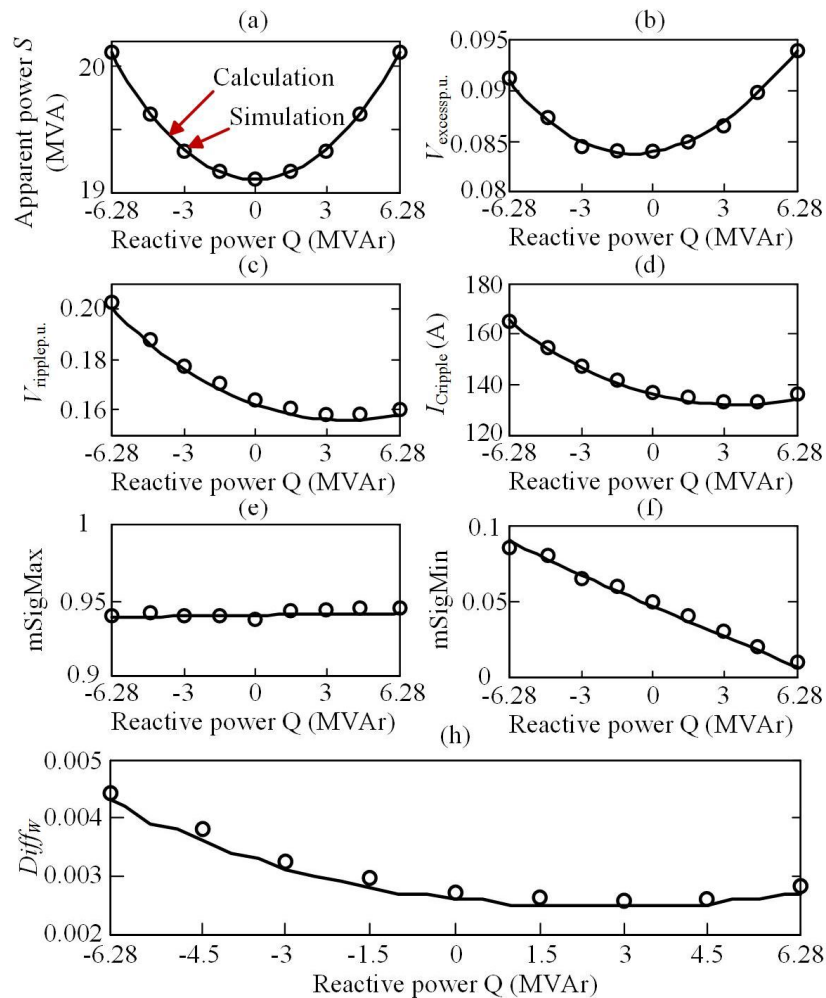 (a)
Apparent power S
(MVA)
20
19
Calculation
Simulation
-6.28 -3 0 3 6.28
Reactive power Q (MVAr)
(b)
V_excessp.u.
0.095
0.09
0.085
0.08
-6.28 -3 0 3 6.28
Reactive power Q (MVAr)
(c)
V_ripplep.u.
0.20
0.18
0.16
-6.28 -3 0 3 6.28
Reactive power Q (MVAr)
(d)
I_Cripple (A)
180
160
140
120
-6.28 -3 0 3 6.28
Reactive power Q (MVAr)
(e)
mSigMax
1
0.95
0.9
-6.28 -3 0 3 6.28
Reactive power Q (MVAr)
(f)
mSigMin
0.1
0.05
0
-6.28 -3 0 3 6.28
Reactive power Q (MVAr)
(h)
Diff_W
0.005
0.004
0.003
0.002
-6.28 -4.5 -3 -1.5 0 1.5 3 4.5 6.28
Reactive power Q (MVAr)